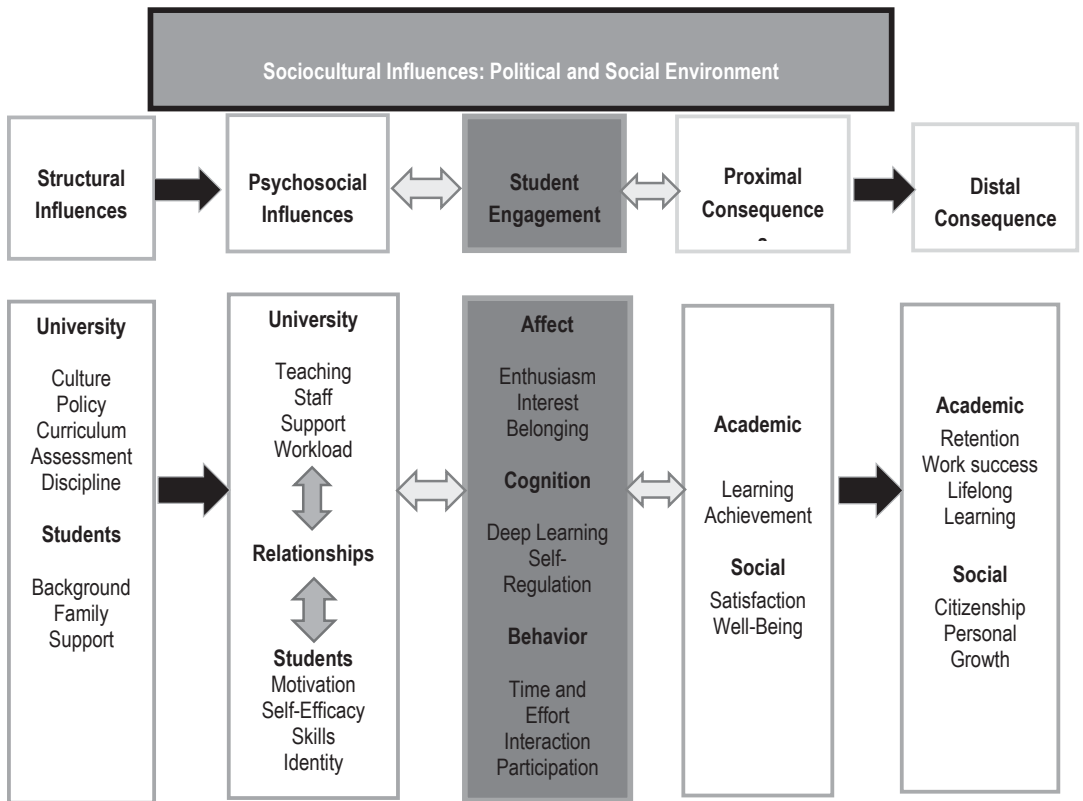 Sociocultural Influences: Political and Social Environment
Structural
Influences
Psychosocial
Influences
Student
Engagement
Proximal
Consequence
Distal
Consequence
University
Culture
Policy
Curriculum
Assessment
Discipline
Students
Background
Family
Support
University
Teaching
Staff
Support
Workload
Relationships
Students
Motivation
Self-Efficacy
Skills
Identity
Affect
Enthusiasm
Interest
Belonging
Cognition
Deep Learning
Self-
Regulation
Behavior
Time and
Effort
Interaction
Participation
Academic
Learning
Achievement
Social
Satisfaction
Well-Being
Academic
Retention
Work success
Lifelong
Learning
Social
Citizenship
Personal
Growth